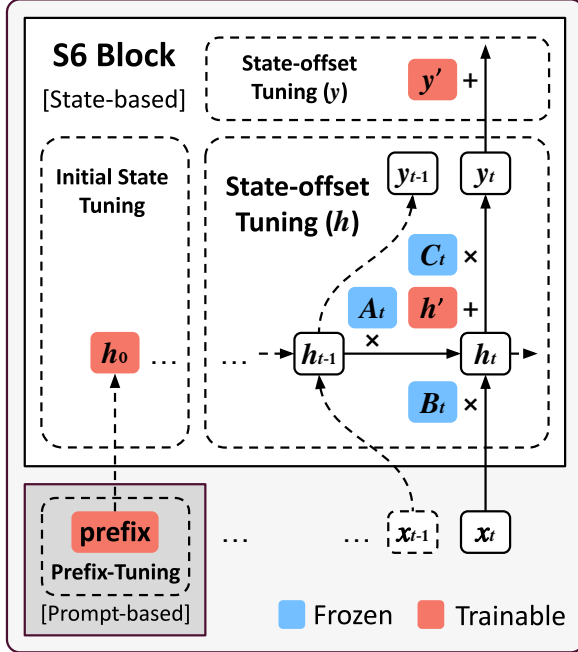 S6 Block
[State-based]
State-offset
Tuning (y)
y' +
Initial State
Tuning
State-offset
Tuning (h)
yt-1
yt
Ct ×
At
×
h' +
h0
...
...
ht-1
ht
Bt ×
prefix
Prefix-Tuning
[Prompt-based]
...
...
xt-1
xt
Frozen
Trainable